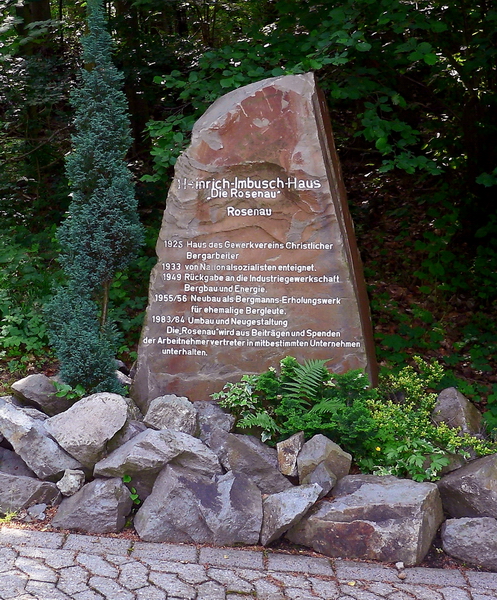 Heinrich-Imbusch-Haus
„Die Rosenau"
Rosenau
1925 Haus des Gewerkvereins Christlicher
Bergarbeiter
1933 von Nationalsozialisten enteignet.
1949 Rückgabe an die Industriegewerkschaft
Bergbau und Energie.
1955/56 Neubau als Bergmanns-Erholungswerk
für ehemalige Bergleute.
1983/84 Umbau und Neugestaltung
Die „Rosenau" wird aus Beiträgen und Spenden
der Arbeitnehmervertreter in mitbestimmten Unternehmen
unterhalten.